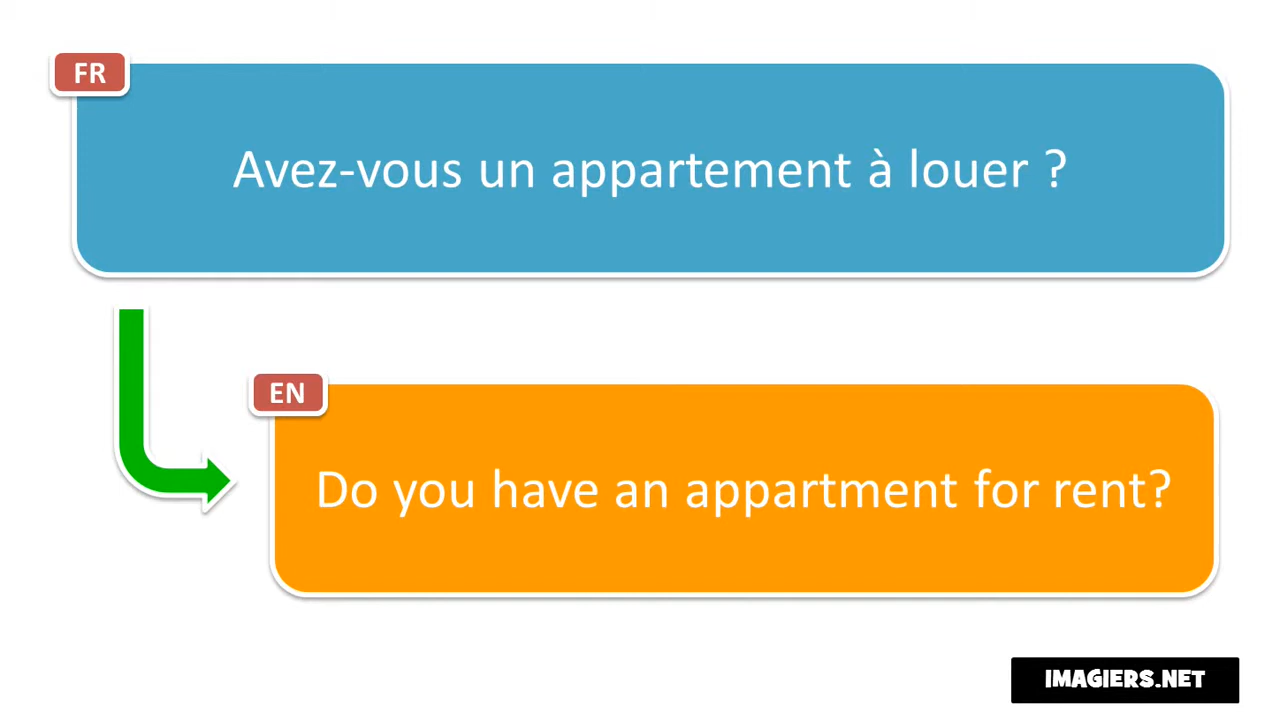 FR
Avez-vous un appartement à louer ?
EN
Do you have an appartment for rent?
IMAGIERS.NET